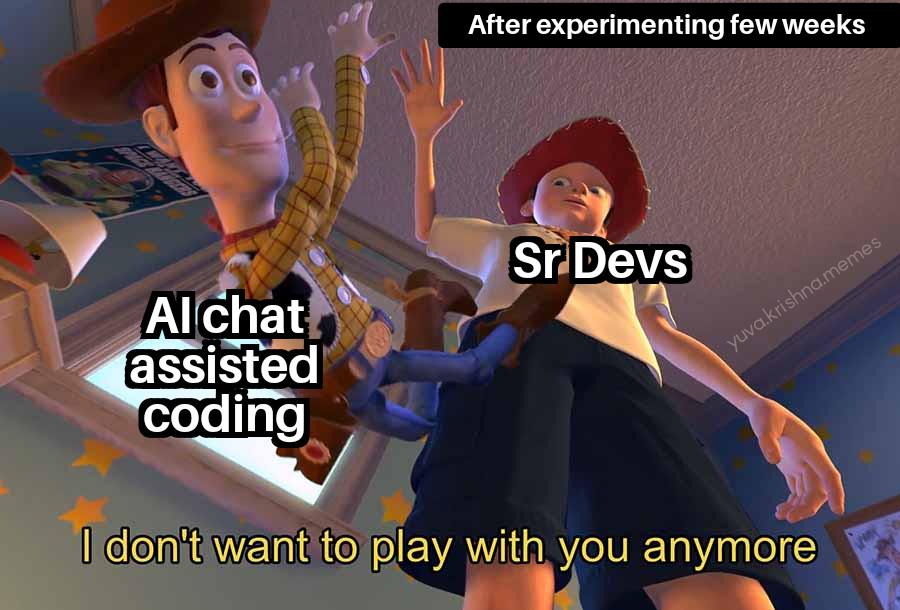 After experimenting few weeks
Sr Devs
yuva.krishna.memes
AI chat
assisted
coding
I don't want to play with you anymore